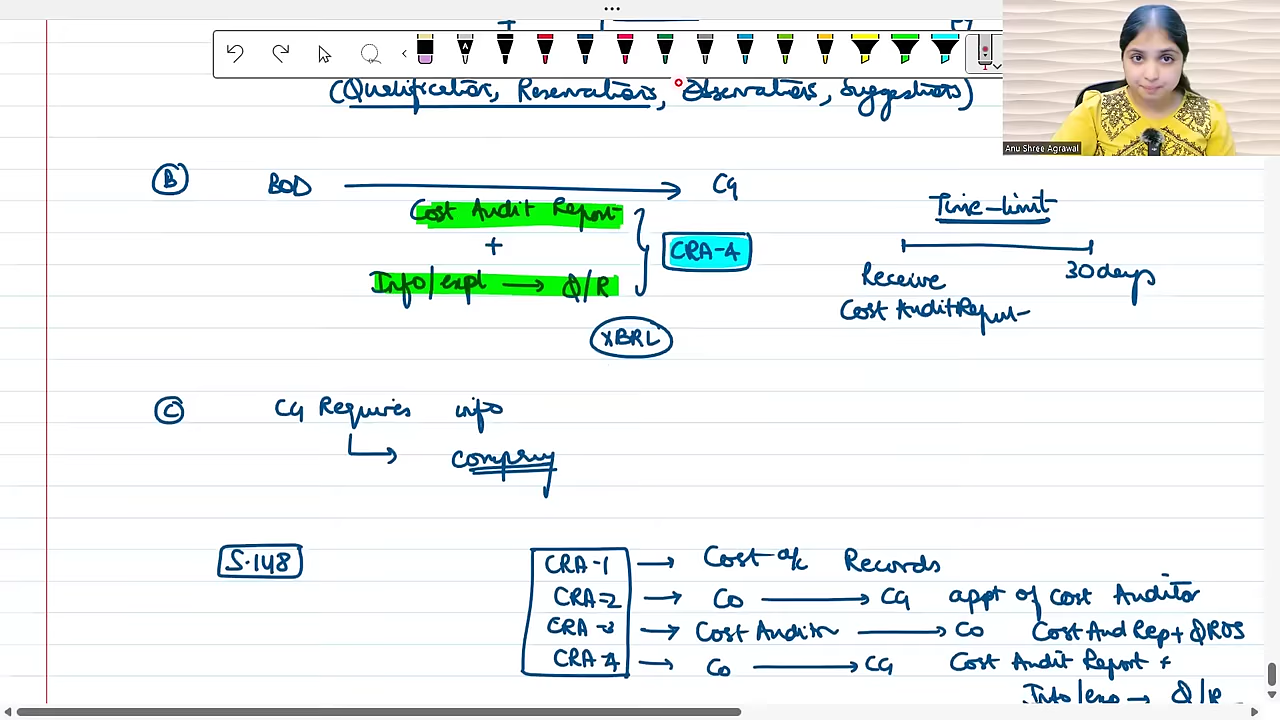 (Qualifications, Reservations, Observations, Suggestions)
Anu Shree Agrawal
Ⓑ BOD → CG
Cost Audit Report
+
Info/expl → Q/R
CRA-4
XBRL
Time-limit
Receive Cost Audit Report
30 days
Ⓒ CG Requires info
↳ company
S.148
CRA-1 → Cost a/c Records
CRA-2 → Co → CG appt of Cost Auditor
CRA-3 → Cost Auditor → Co Cost Aud Rep + QROS
CRA-4 → Co → CG Cost Audit Report +
Info/exp → Q/R